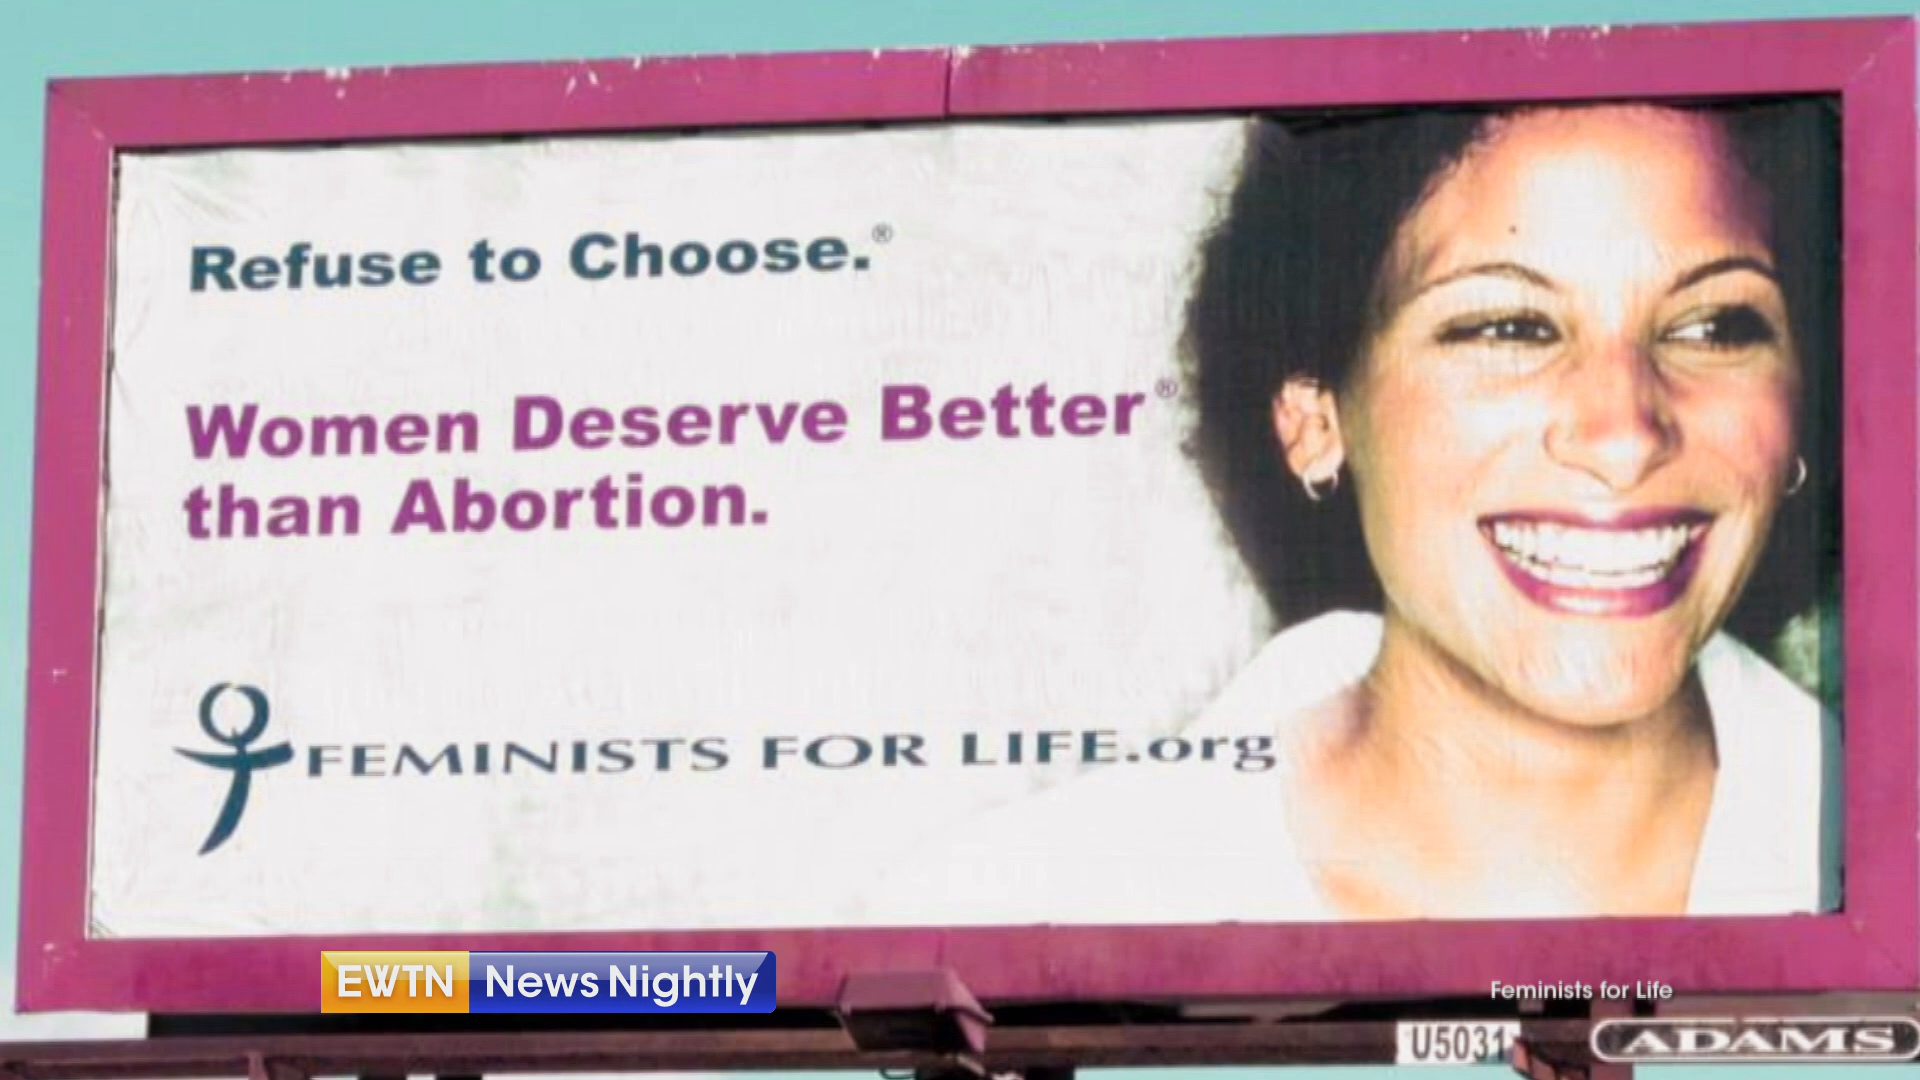 Refuse to Choose.®
Women Deserve Better®
than Abortion.
FEMINISTS FOR LIFE.org
EWTN News Nightly
Feminists for Life
U5031
ADAMS